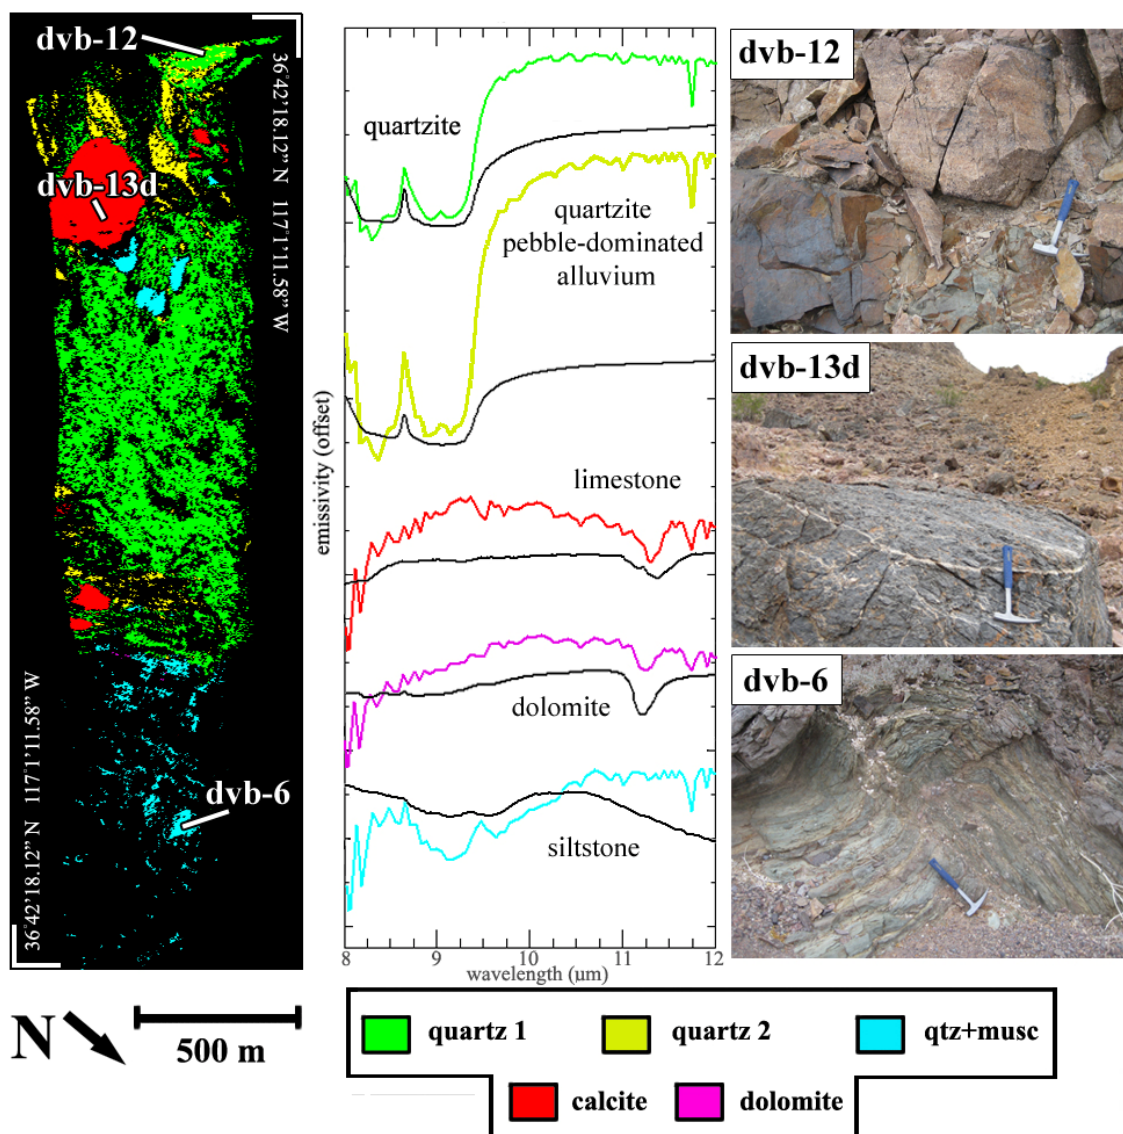 dvb-12
36°42'18.12" N  117°1'11.58" W
dvb-13d
dvb-6
36°42'18.12" N  117°1'11.58" W
N
500 m
quartzite
quartzite
pebble-dominated
alluvium
limestone
dolomite
siltstone
emissivity (offset)
8 9 10 11 12
wavelength (µm)
dvb-12
dvb-13d
dvb-6
quartz 1
quartz 2
qtz+musc
calcite
dolomite